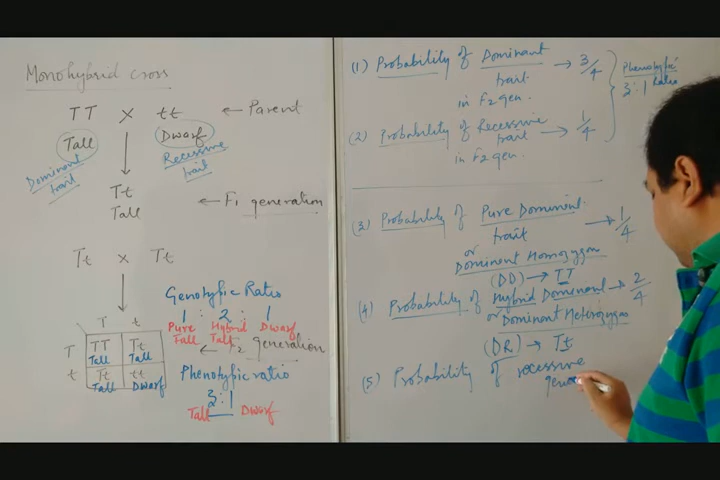 Monohybrid cross
TT × tt ← Parent
Tall Dwarf
Dominant trait
Recessive trait
Tt
Tall
← F1 generation
Tt × Tt
Genotypic Ratio
1 : 2 : 1
Pure Tall
Hybrid Tall
Dwarf
← F2 generation
T t
T TT Tall Tt Tall
t Tt Tall tt Dwarf
Phenotypic ratio
3 : 1
Tall Dwarf
(1) Probability of Dominant → 3/4
trait
in F2 gen.
(2) Probability of Recessive → 1/4
trait
in F2 gen.
Phenotypic
3:1 Ratio
(3) Probability of Pure Dominant → 1/4
trait
or
Dominant Homozygous
(DD) → TT
(4) Probability of Hybrid Dominant → 2/4
or Dominant Heterozygous
(DR) → Tt
(5) Probability of recessive